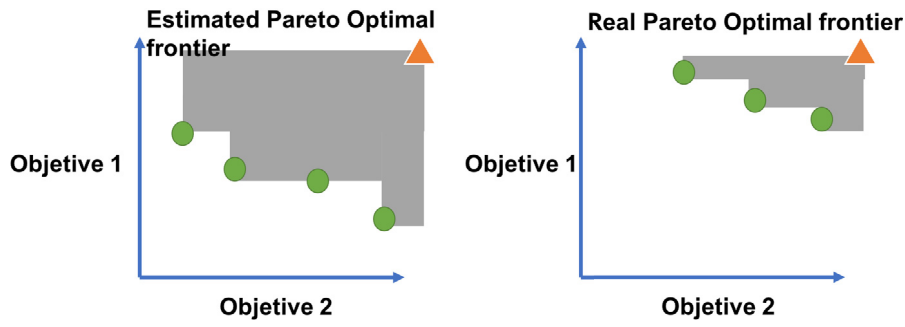 Estimated Pareto Optimal
frontier
Objetive 1
Objetive 2
Real Pareto Optimal frontier
Objetive 1
Objetive 2